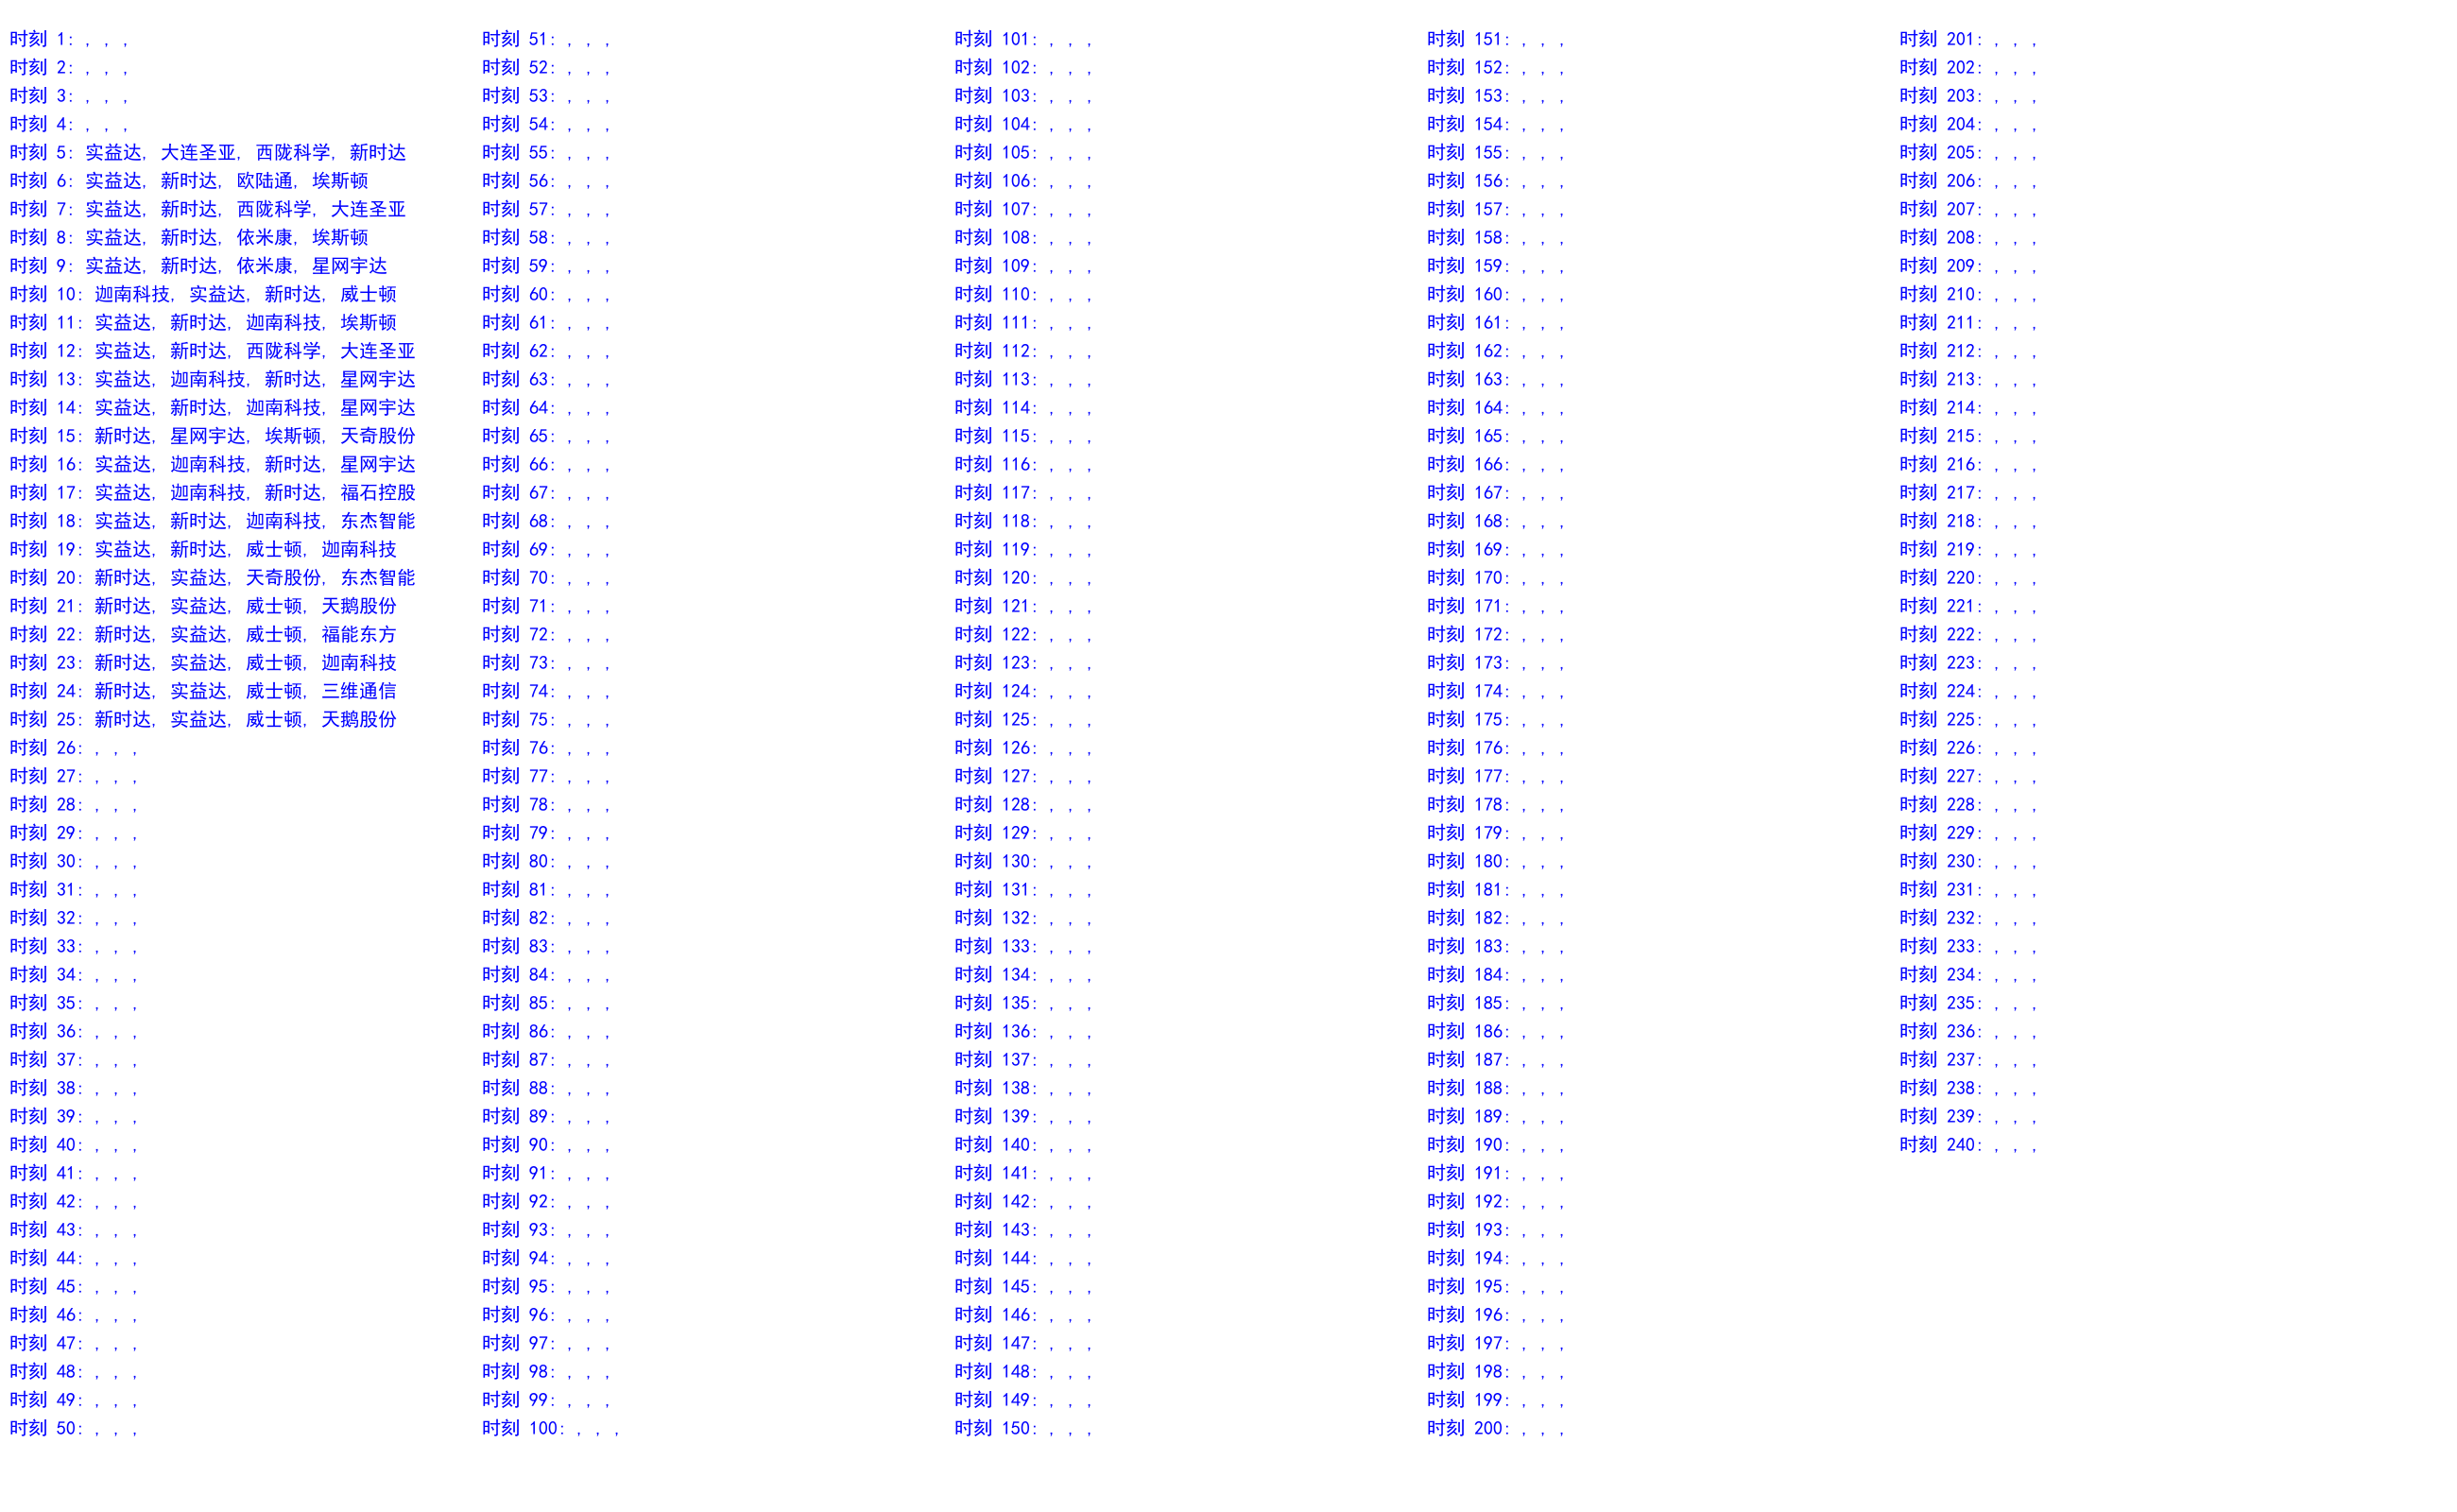 时刻 1: , , ,
时刻 2: , , ,
时刻 3: , , ,
时刻 4: , , ,
时刻 5: 实益达, 大连圣亚, 西陇科学, 新时达
时刻 6: 实益达, 新时达, 欧陆通, 埃斯顿
时刻 7: 实益达, 新时达, 西陇科学, 大连圣亚
时刻 8: 实益达, 新时达, 依米康, 埃斯顿
时刻 9: 实益达, 新时达, 依米康, 星网宇达
时刻 10: 迦南科技, 实益达, 新时达, 威士顿
时刻 11: 实益达, 新时达, 迦南科技, 埃斯顿
时刻 12: 实益达, 新时达, 西陇科学, 大连圣亚
时刻 13: 实益达, 迦南科技, 新时达, 星网宇达
时刻 14: 实益达, 新时达, 迦南科技, 星网宇达
时刻 15: 新时达, 星网宇达, 埃斯顿, 天奇股份
时刻 16: 实益达, 迦南科技, 新时达, 星网宇达
时刻 17: 实益达, 迦南科技, 新时达, 福石控股
时刻 18: 实益达, 新时达, 迦南科技, 东杰智能
时刻 19: 实益达, 新时达, 威士顿, 迦南科技
时刻 20: 新时达, 实益达, 天奇股份, 东杰智能
时刻 21: 新时达, 实益达, 威士顿, 天鹅股份
时刻 22: 新时达, 实益达, 威士顿, 福能东方
时刻 23: 新时达, 实益达, 威士顿, 迦南科技
时刻 24: 新时达, 实益达, 威士顿, 三维通信
时刻 25: 新时达, 实益达, 威士顿, 天鹅股份
时刻 26: , , ,
时刻 27: , , ,
时刻 28: , , ,
时刻 29: , , ,
时刻 30: , , ,
时刻 31: , , ,
时刻 32: , , ,
时刻 33: , , ,
时刻 34: , , ,
时刻 35: , , ,
时刻 36: , , ,
时刻 37: , , ,
时刻 38: , , ,
时刻 39: , , ,
时刻 40: , , ,
时刻 41: , , ,
时刻 42: , , ,
时刻 43: , , ,
时刻 44: , , ,
时刻 45: , , ,
时刻 46: , , ,
时刻 47: , , ,
时刻 48: , , ,
时刻 49: , , ,
时刻 50: , , ,
时刻 51: , , ,
时刻 52: , , ,
时刻 53: , , ,
时刻 54: , , ,
时刻 55: , , ,
时刻 56: , , ,
时刻 57: , , ,
时刻 58: , , ,
时刻 59: , , ,
时刻 60: , , ,
时刻 61: , , ,
时刻 62: , , ,
时刻 63: , , ,
时刻 64: , , ,
时刻 65: , , ,
时刻 66: , , ,
时刻 67: , , ,
时刻 68: , , ,
时刻 69: , , ,
时刻 70: , , ,
时刻 71: , , ,
时刻 72: , , ,
时刻 73: , , ,
时刻 74: , , ,
时刻 75: , , ,
时刻 76: , , ,
时刻 77: , , ,
时刻 78: , , ,
时刻 79: , , ,
时刻 80: , , ,
时刻 81: , , ,
时刻 82: , , ,
时刻 83: , , ,
时刻 84: , , ,
时刻 85: , , ,
时刻 86: , , ,
时刻 87: , , ,
时刻 88: , , ,
时刻 89: , , ,
时刻 90: , , ,
时刻 91: , , ,
时刻 92: , , ,
时刻 93: , , ,
时刻 94: , , ,
时刻 95: , , ,
时刻 96: , , ,
时刻 97: , , ,
时刻 98: , , ,
时刻 99: , , ,
时刻 100: , , ,
时刻 101: , , ,
时刻 102: , , ,
时刻 103: , , ,
时刻 104: , , ,
时刻 105: , , ,
时刻 106: , , ,
时刻 107: , , ,
时刻 108: , , ,
时刻 109: , , ,
时刻 110: , , ,
时刻 111: , , ,
时刻 112: , , ,
时刻 113: , , ,
时刻 114: , , ,
时刻 115: , , ,
时刻 116: , , ,
时刻 117: , , ,
时刻 118: , , ,
时刻 119: , , ,
时刻 120: , , ,
时刻 121: , , ,
时刻 122: , , ,
时刻 123: , , ,
时刻 124: , , ,
时刻 125: , , ,
时刻 126: , , ,
时刻 127: , , ,
时刻 128: , , ,
时刻 129: , , ,
时刻 130: , , ,
时刻 131: , , ,
时刻 132: , , ,
时刻 133: , , ,
时刻 134: , , ,
时刻 135: , , ,
时刻 136: , , ,
时刻 137: , , ,
时刻 138: , , ,
时刻 139: , , ,
时刻 140: , , ,
时刻 141: , , ,
时刻 142: , , ,
时刻 143: , , ,
时刻 144: , , ,
时刻 145: , , ,
时刻 146: , , ,
时刻 147: , , ,
时刻 148: , , ,
时刻 149: , , ,
时刻 150: , , ,
时刻 151: , , ,
时刻 152: , , ,
时刻 153: , , ,
时刻 154: , , ,
时刻 155: , , ,
时刻 156: , , ,
时刻 157: , , ,
时刻 158: , , ,
时刻 159: , , ,
时刻 160: , , ,
时刻 161: , , ,
时刻 162: , , ,
时刻 163: , , ,
时刻 164: , , ,
时刻 165: , , ,
时刻 166: , , ,
时刻 167: , , ,
时刻 168: , , ,
时刻 169: , , ,
时刻 170: , , ,
时刻 171: , , ,
时刻 172: , , ,
时刻 173: , , ,
时刻 174: , , ,
时刻 175: , , ,
时刻 176: , , ,
时刻 177: , , ,
时刻 178: , , ,
时刻 179: , , ,
时刻 180: , , ,
时刻 181: , , ,
时刻 182: , , ,
时刻 183: , , ,
时刻 184: , , ,
时刻 185: , , ,
时刻 186: , , ,
时刻 187: , , ,
时刻 188: , , ,
时刻 189: , , ,
时刻 190: , , ,
时刻 191: , , ,
时刻 192: , , ,
时刻 193: , , ,
时刻 194: , , ,
时刻 195: , , ,
时刻 196: , , ,
时刻 197: , , ,
时刻 198: , , ,
时刻 199: , , ,
时刻 200: , , ,
时刻 201: , , ,
时刻 202: , , ,
时刻 203: , , ,
时刻 204: , , ,
时刻 205: , , ,
时刻 206: , , ,
时刻 207: , , ,
时刻 208: , , ,
时刻 209: , , ,
时刻 210: , , ,
时刻 211: , , ,
时刻 212: , , ,
时刻 213: , , ,
时刻 214: , , ,
时刻 215: , , ,
时刻 216: , , ,
时刻 217: , , ,
时刻 218: , , ,
时刻 219: , , ,
时刻 220: , , ,
时刻 221: , , ,
时刻 222: , , ,
时刻 223: , , ,
时刻 224: , , ,
时刻 225: , , ,
时刻 226: , , ,
时刻 227: , , ,
时刻 228: , , ,
时刻 229: , , ,
时刻 230: , , ,
时刻 231: , , ,
时刻 232: , , ,
时刻 233: , , ,
时刻 234: , , ,
时刻 235: , , ,
时刻 236: , , ,
时刻 237: , , ,
时刻 238: , , ,
时刻 239: , , ,
时刻 240: , , ,